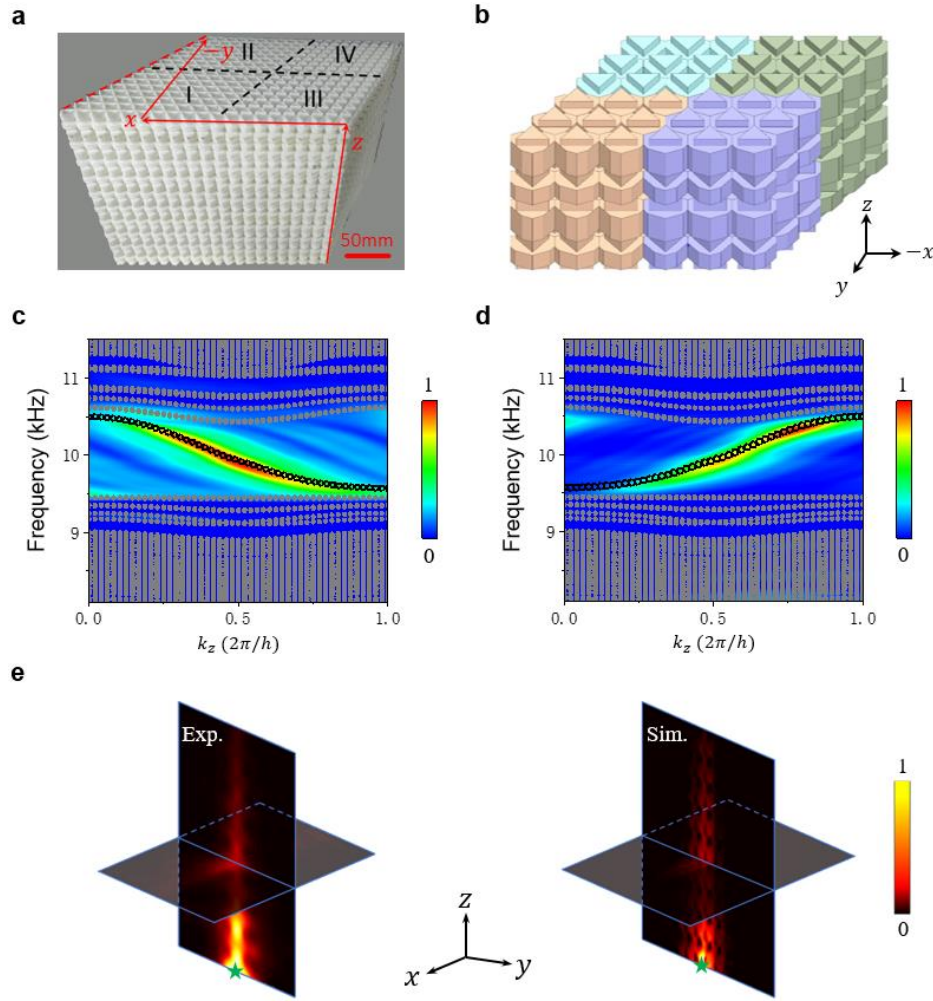 a
b
−y
II
IV
I
III
x
z
50mm
z
−x
y
c
d
1
1
11
11
Frequency (kHz)
10
Frequency (kHz)
10
9
9
0
0
0.0
0.5
1.0
0.0
0.5
1.0
k_z (2π/h)
k_z (2π/h)
e
Exp.
Sim.
1
z
x
y
0